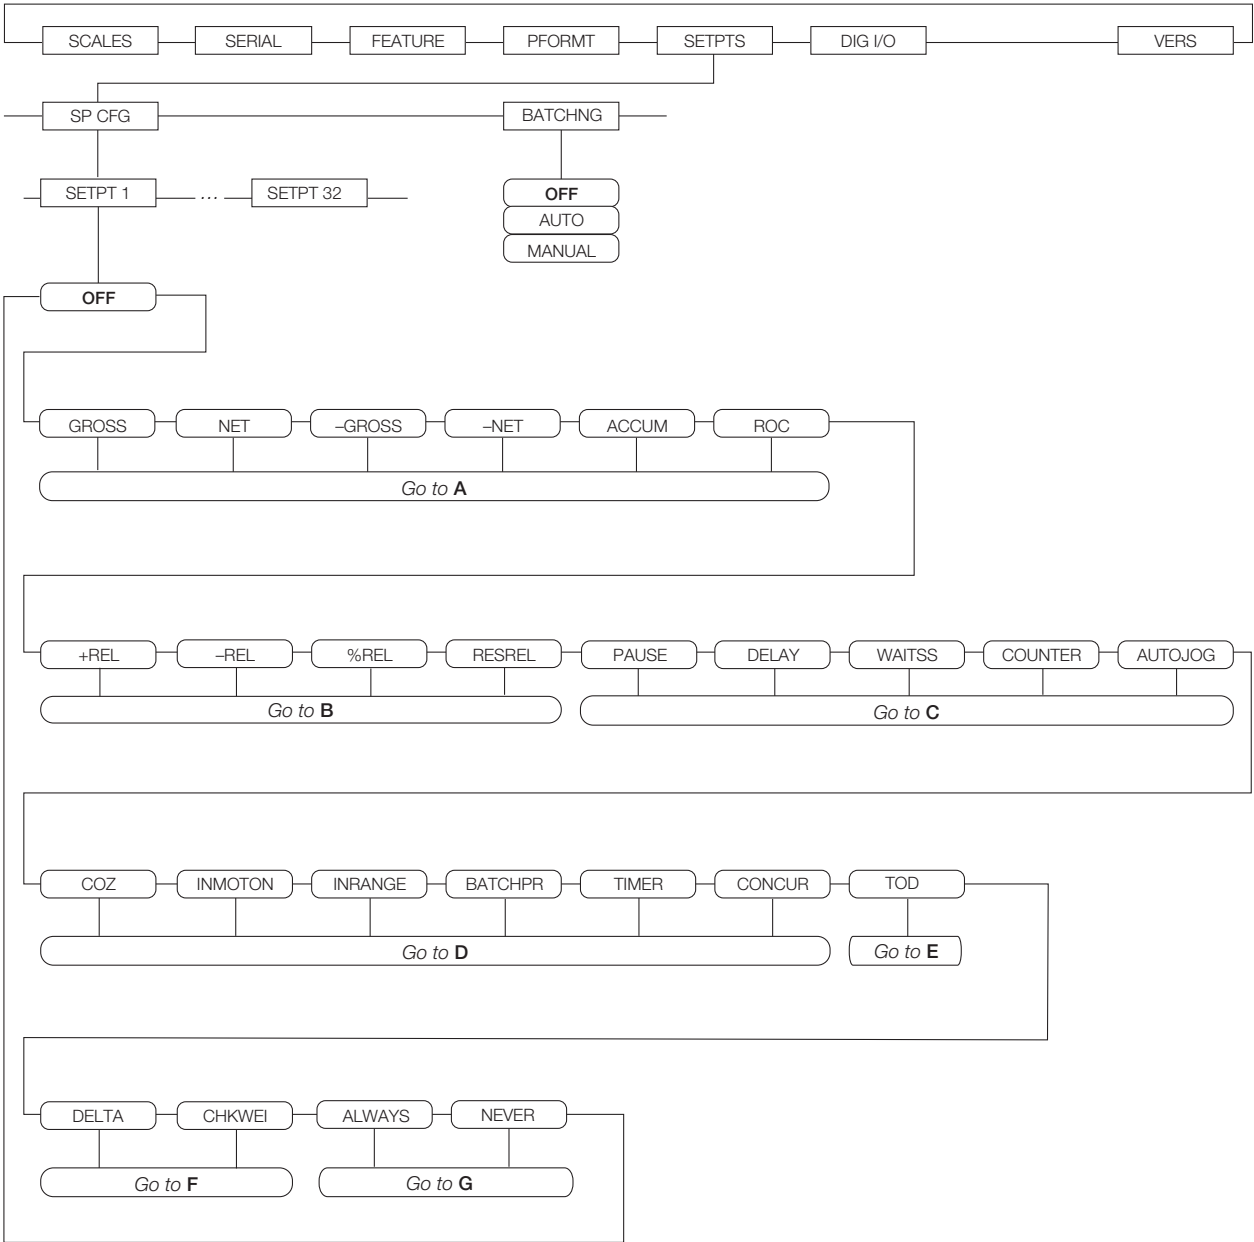 SCALES SERIAL FEATURE PFORMT SETPTS DIG I/O VERS
SP CFG BATCHNG
SETPT 1 ... SETPT 32 OFF
AUTO
MANUAL
OFF
GROSS NET –GROSS –NET ACCUM ROC
Go to A
+REL –REL %REL RESREL PAUSE DELAY WAITSS COUNTER AUTOJOG
Go to B Go to C
COZ INMOTON INRANGE BATCHPR TIMER CONCUR TOD
Go to D Go to E
DELTA CHKWEI ALWAYS NEVER
Go to F Go to G